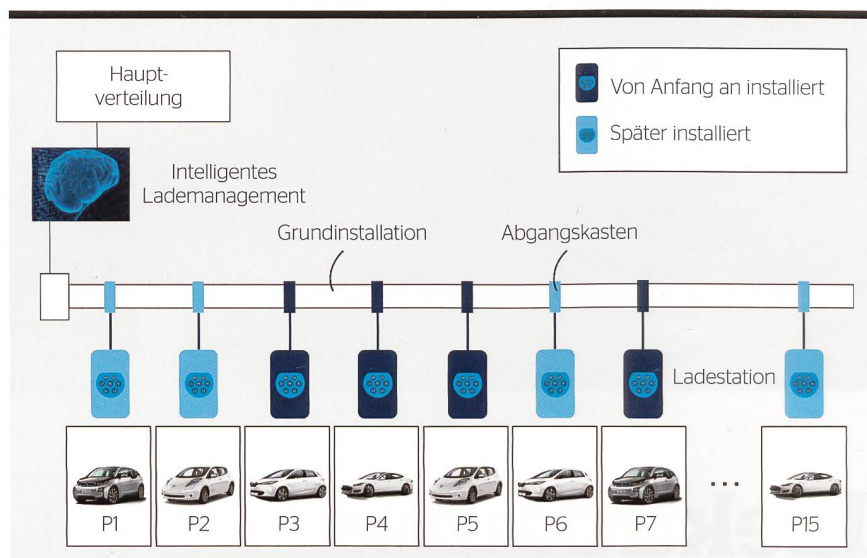 Haupt-
verteilung
Von Anfang an installiert
Später installiert
Intelligentes
Lademanagement
Grundinstallation
Abgangskasten
Ladestation
P1
P2
P3
P4
P5
P6
P7
...
P15